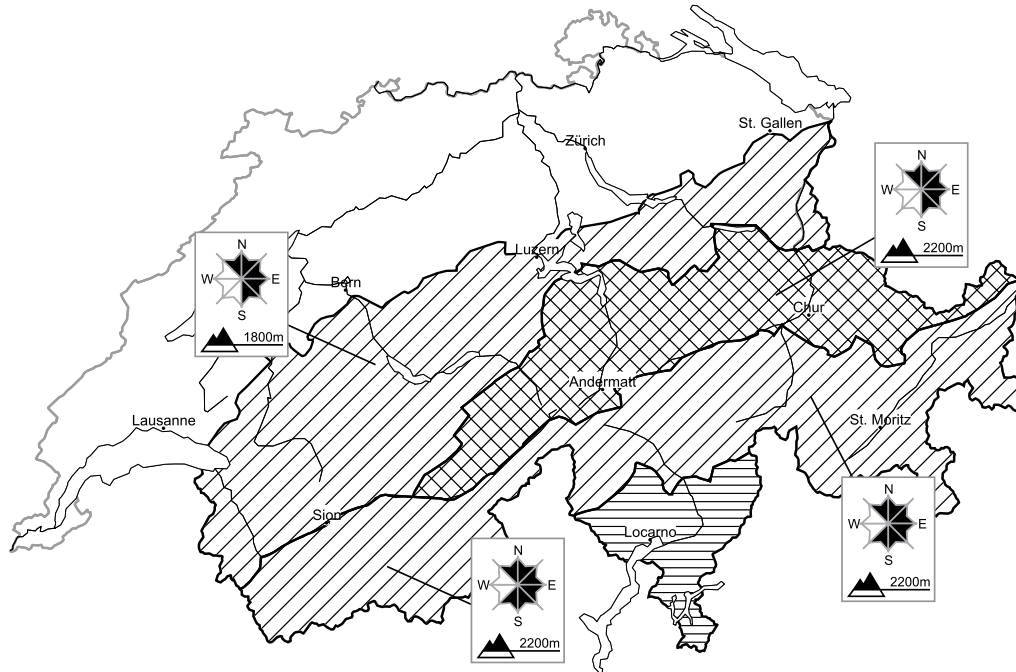 St. Gallen
Zürich
N
W E
S
2200m
N
W E
S
1800m
Luzern
Bern
Chur
Andermatt
Lausanne
St. Moritz
Sion
Locarno
N
W E
S
2200m
N
W E
S
2200m